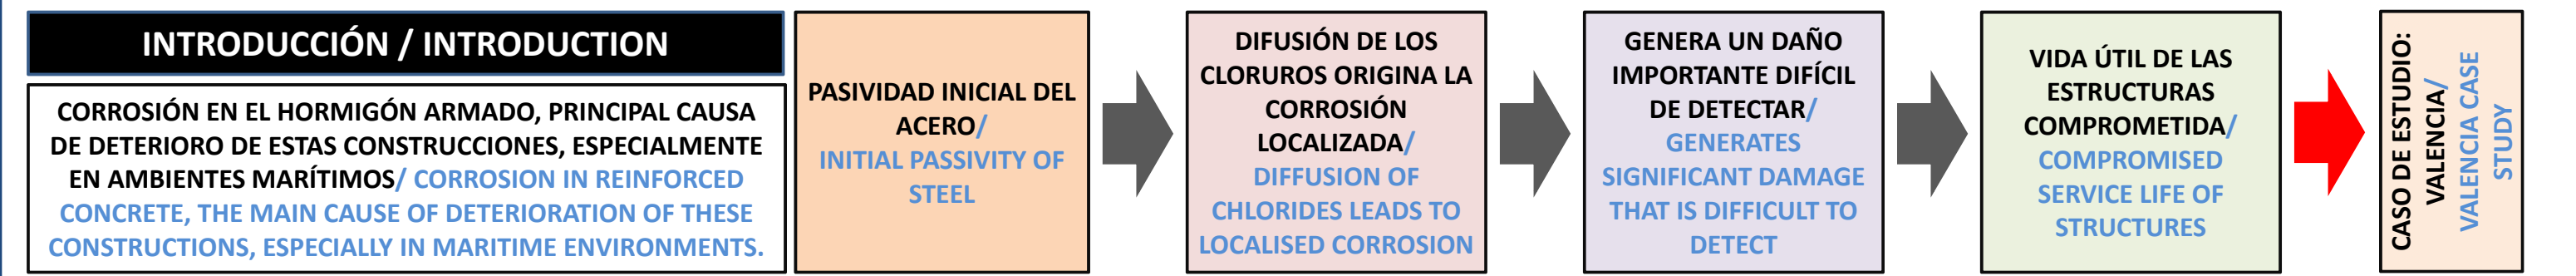 INTRODUCCIÓN / INTRODUCTION
CORROSIÓN EN EL HORMIGÓN ARMADO, PRINCIPAL CAUSA
DE DETERIORO DE ESTAS CONSTRUCCIONES, ESPECIALMENTE
EN AMBIENTES MARÍTIMOS/ CORROSION IN REINFORCED
CONCRETE, THE MAIN CAUSE OF DETERIORATION OF THESE
CONSTRUCTIONS, ESPECIALLY IN MARITIME ENVIRONMENTS.
PASIVIDAD INICIAL DEL
ACERO/
INITIAL PASSIVITY OF
STEEL
DIFUSIÓN DE LOS
CLORUROS ORIGINA LA
CORROSIÓN
LOCALIZADA/
DIFFUSION OF
CHLORIDES LEADS TO
LOCALISED CORROSION
GENERA UN DAÑO
IMPORTANTE DIFÍCIL
DE DETECTAR/
GENERATES
SIGNIFICANT DAMAGE
THAT IS DIFFICULT TO
DETECT
VIDA ÚTIL DE LAS
ESTRUCTURAS
COMPROMETIDA/
COMPROMISED
SERVICE LIFE OF
STRUCTURES
CASO DE ESTUDIO:
VALENCIA/
VALENCIA CASE
STUDY